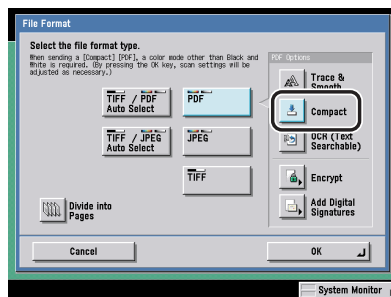 File Format
Select the file format type.
When sending a [Compact] [PDF], a color mode other than Black and
White is required. (By pressing the OK key, scan settings will be
adjusted as necessary.)
PDF Options
TIFF / PDF
Auto Select
PDF
Trace &
Smooth
Compact
TIFF / JPEG
Auto Select
JPEG
OCR (Text
Searchable)
TIFF
Encrypt
Divide into
Pages
Add Digital
Signatures
Cancel
OK
System Monitor